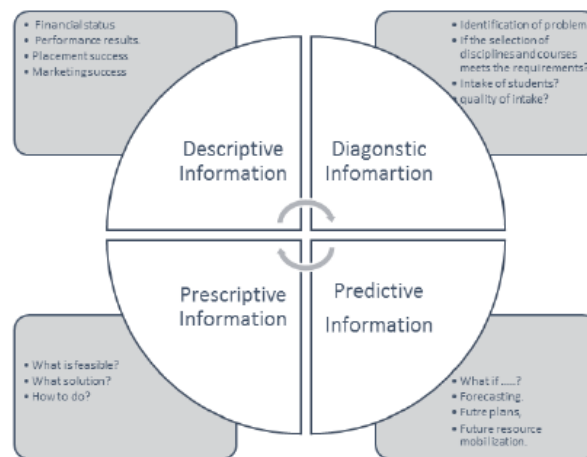 • Financial status
• Performance results.
• Placement success
• Marketing success
• Identification of problem
• If the selection of
disciplines and courses
meets the requirements?
• Intake of students?
• quality of intake?
Descriptive
Information
Diagonstic
Infomartion
Prescriptive
Information
Predictive
Information
• What is feasible?
• What solution?
• How to do?
• What if .....?
• Forecasting.
• Futre plans,
• Future resource
mobilization.